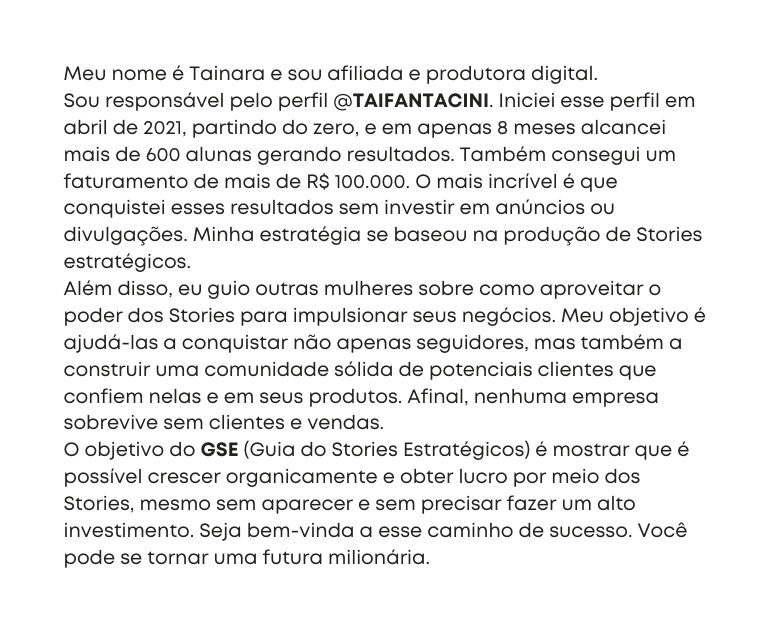 Meu nome é Tainara e sou afiliada e produtora digital.
Sou responsável pelo perfil @TAIFANTACINI. Iniciei esse perfil em
abril de 2021, partindo do zero, e em apenas 8 meses alcancei
mais de 600 alunas gerando resultados. Também consegui um
faturamento de mais de R$ 100.000. O mais incrível é que
conquistei esses resultados sem investir em anúncios ou
divulgações. Minha estratégia se baseou na produção de Stories
estratégicos.
Além disso, eu guio outras mulheres sobre como aproveitar o
poder dos Stories para impulsionar seus negócios. Meu objetivo é
ajudá-las a conquistar não apenas seguidores, mas também a
construir uma comunidade sólida de potenciais clientes que
confiem nelas e em seus produtos. Afinal, nenhuma empresa
sobrevive sem clientes e vendas.
O objetivo do GSE (Guia do Stories Estratégicos) é mostrar que é
possível crescer organicamente e obter lucro por meio dos
Stories, mesmo sem aparecer e sem precisar fazer um alto
investimento. Seja bem-vinda a esse caminho de sucesso. Você
pode se tornar uma futura milionária.